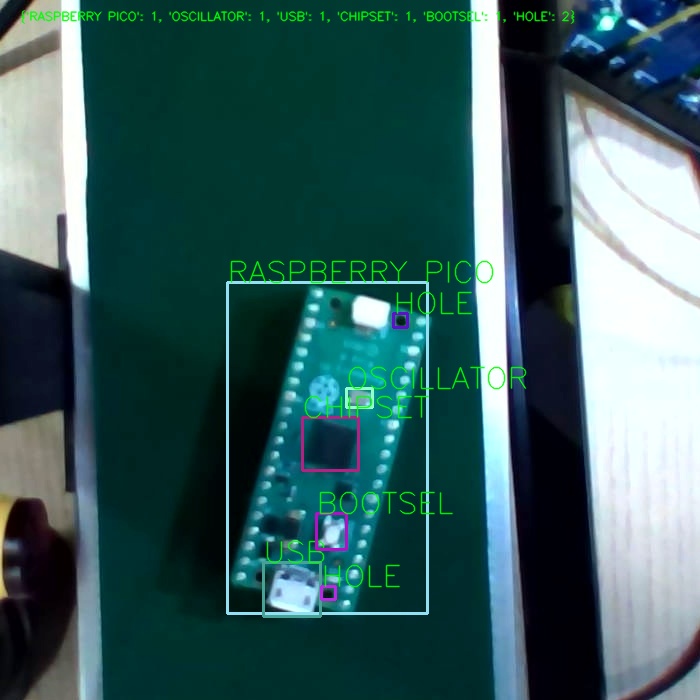 {'RASPBERRY PICO': 1, 'OSCILLATOR': 1, 'USB': 1, 'CHIPSET': 1, 'BOOTSEL': 1, 'HOLE': 2}
RASPBERRY PICO
HOLE
OSCILLATOR
CHIPSET
BOOTSEL
USB
HOLE